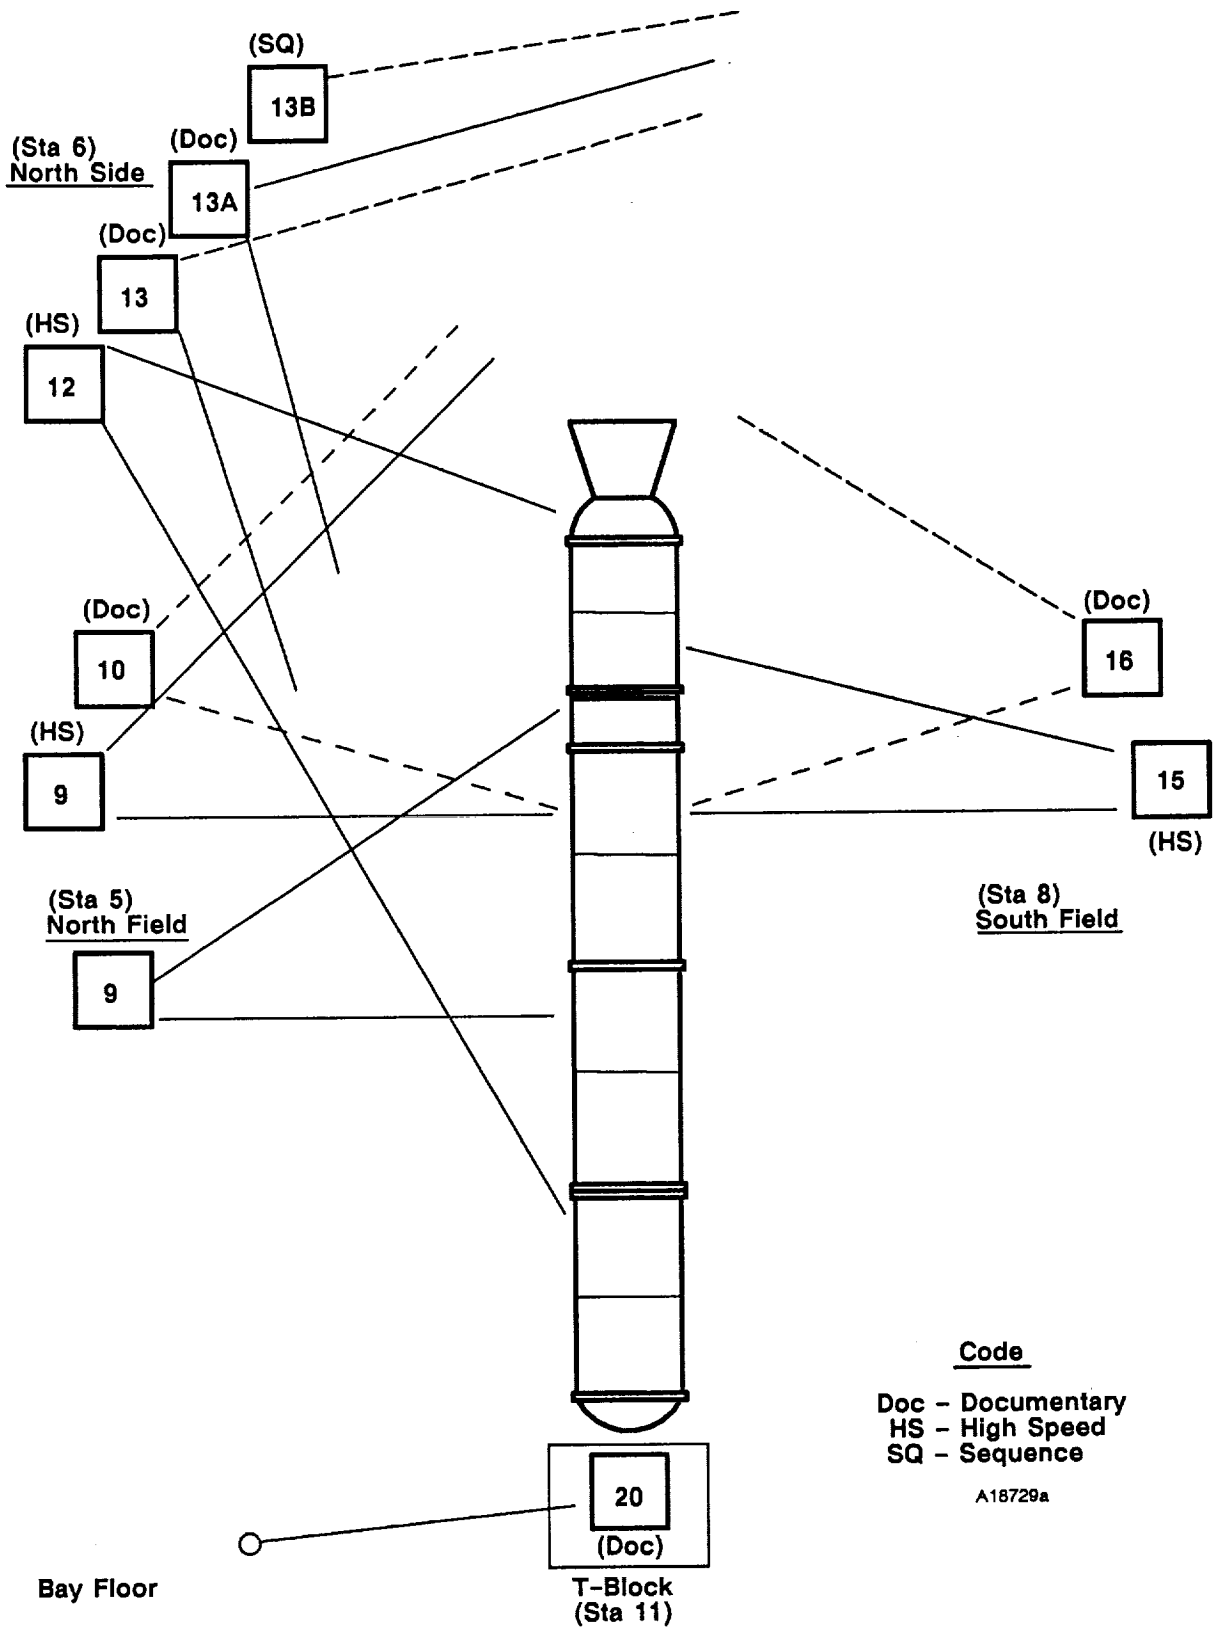 (SQ)
13B
(Doc)
(Sta 6)
North Side
13A
(Doc)
13
(HS)
12
(Doc)
10
(Doc)
16
(HS)
9
15
(HS)
(Sta 5)
North Field
(Sta 8)
South Field
9
Code
Doc – Documentary
HS – High Speed
SQ – Sequence
A18729a
20
(Doc)
Bay Floor
T–Block
(Sta 11)